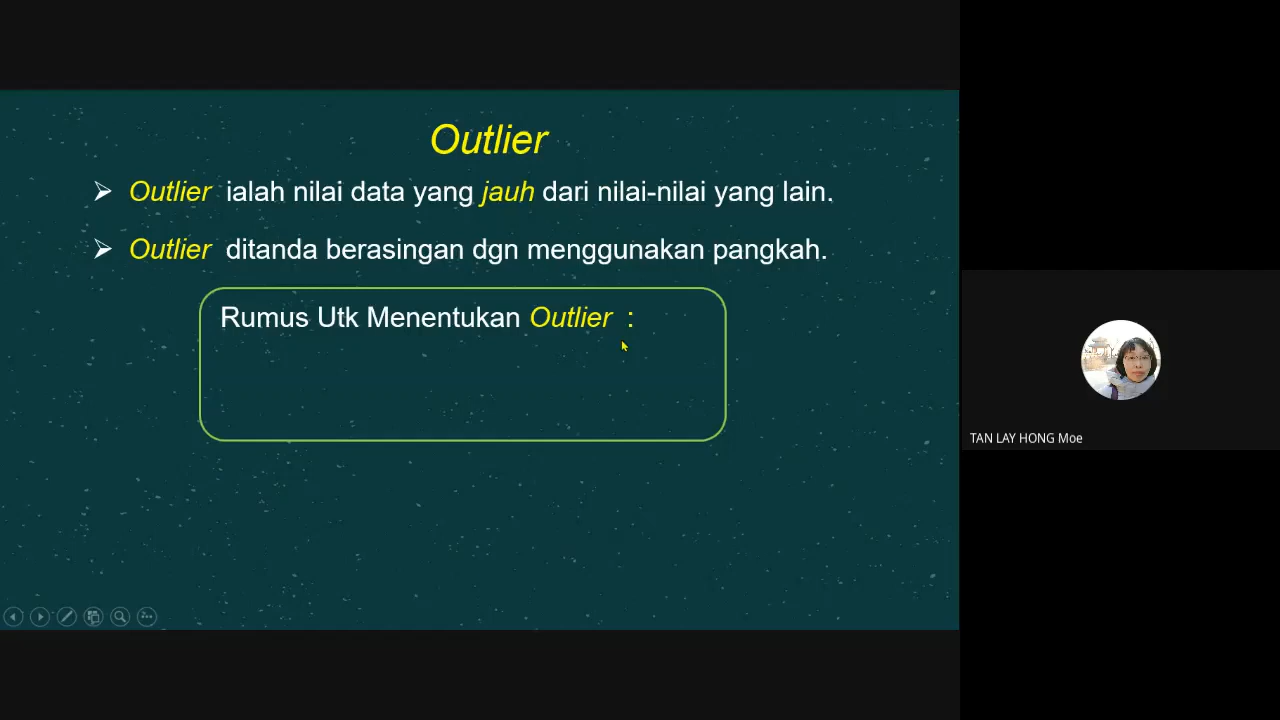 Outlier
Outlier ialah nilai data yang jauh dari nilai-nilai yang lain.
Outlier ditanda berasingan dgn menggunakan pangkah.
Rumus Utk Menentukan Outlier :
TAN LAY HONG Moe